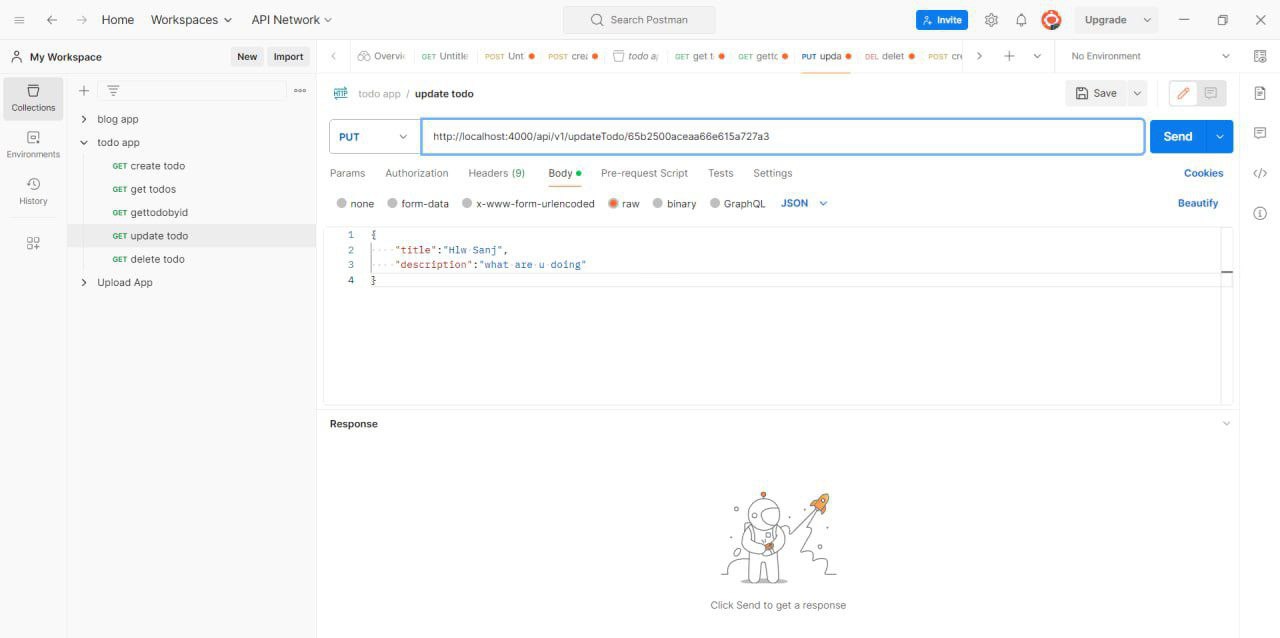 Home Workspaces API Network Search Postman Invite Upgrade
My Workspace New Import Overvi GET Untitle POST Unt POST crea todo a GET get t GET gettc PUT upda DEL delet POST cre No Environment
Collections
Environments
History
blog app
todo app
GET create todo
GET get todos
GET gettodobyid
GET update todo
GET delete todo
Upload App
HTTP todo app / update todo Save
PUT http://localhost:4000/api/v1/updateTodo/65b2500aceaa66e615a727a3 Send
Params Authorization Headers (9) Body Pre-request Script Tests Settings Cookies
none form-data x-www-form-urlencoded raw binary GraphQL JSON Beautify
1 {
2 "title":"Hlw Sanj",
3 "description":"what are u doing"
4 }
Response
Click Send to get a response